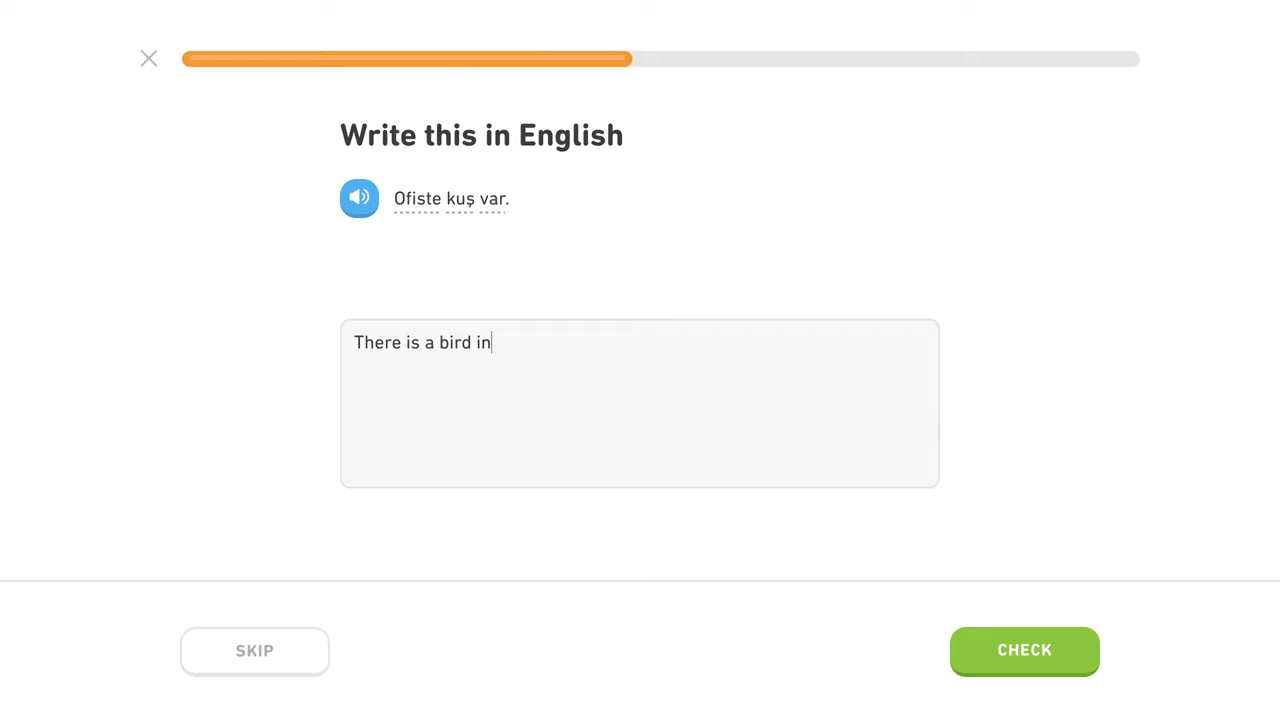 Write this in English
Ofiste kuş var.
There is a bird in
SKIP
CHECK